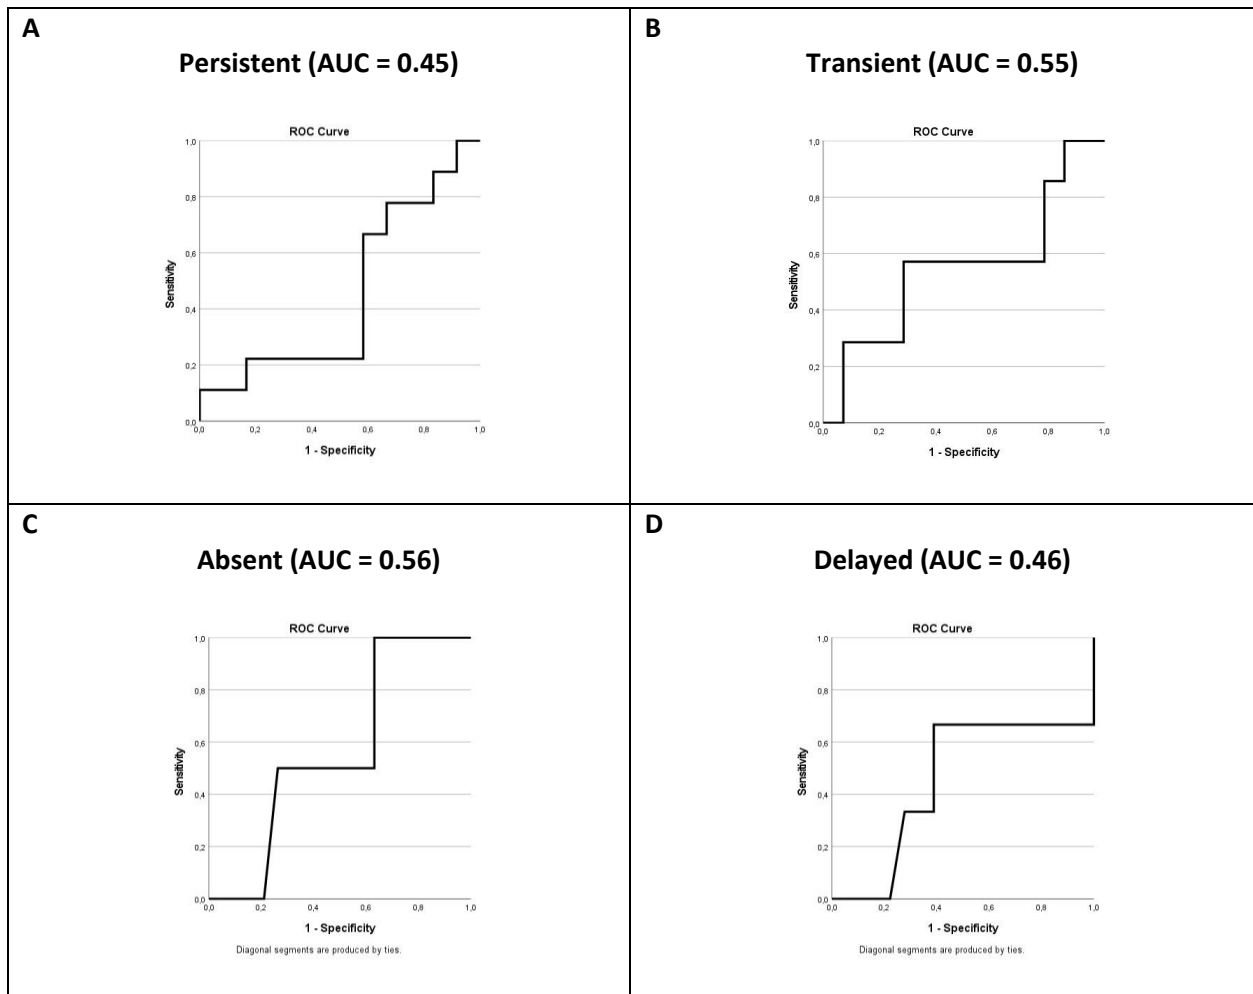 A
Persistent (AUC = 0.45)
ROC Curve
1,0
0,8
0,6
0,4
0,2
0,0
Sensitivity
0,0 0,2 0,4 0,6 0,8 1,0
1 - Specificity
B
Transient (AUC = 0.55)
ROC Curve
1,0
0,8
0,6
0,4
0,2
0,0
Sensitivity
0,0 0,2 0,4 0,6 0,8 1,0
1 - Specificity
C
Absent (AUC = 0.56)
ROC Curve
1,0
0,8
0,6
0,4
0,2
0,0
Sensitivity
0,0 0,2 0,4 0,6 0,8 1,0
1 - Specificity
Diagonal segments are produced by ties.
D
Delayed (AUC = 0.46)
ROC Curve
1,0
0,8
0,6
0,4
0,2
0,0
Sensitivity
0,0 0,2 0,4 0,6 0,8 1,0
1 - Specificity
Diagonal segments are produced by ties.